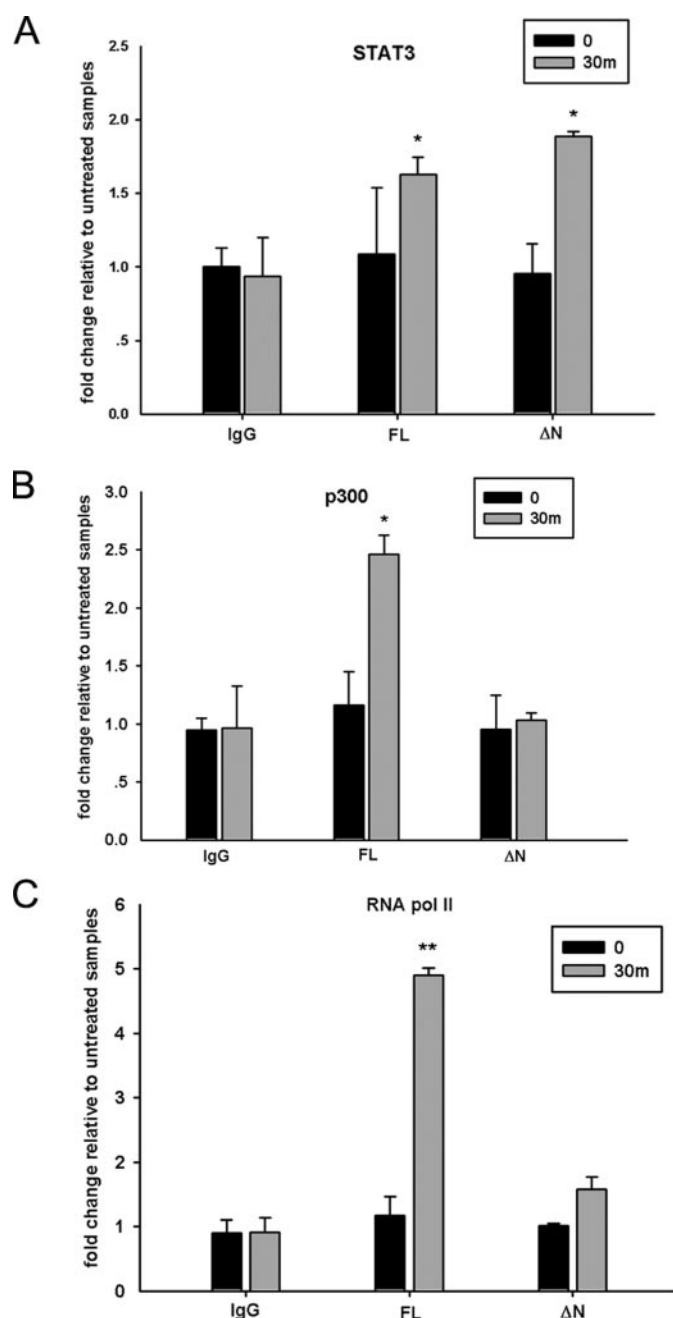 A
STAT3
0
30m
fold change relative to untreated samples
2.5
2.0
1.5
1.0
.5
0.0
*
*
IgG FL ΔN
B
p300
0
30m
fold change relative to untreated samples
3.0
2.5
2.0
1.5
1.0
.5
0.0
*
IgG FL ΔN
C
RNA pol II
0
30m
fold change relative to untreated samples
6
5
4
3
2
1
0
**
IgG FL ΔN